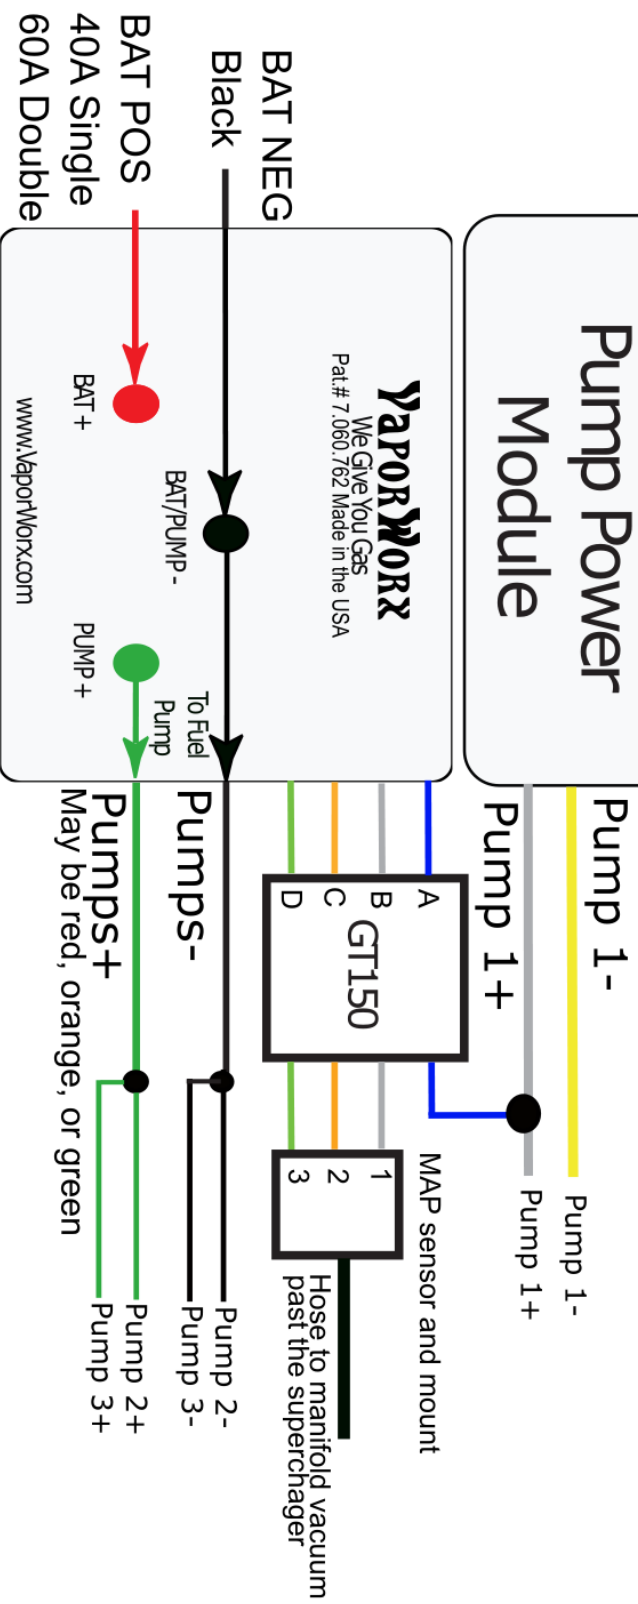 Pump Power
Module
Pump 1-
Pump 1+
Pump 1-
Pump 1+
BAT NEG
Black
BAT POS
40A Single
60A Double
VaporWorx
We Give You Gas
Pat.# 7.060.762 Made in the USA
BAT/PUMP-
BAT+
PUMP+
To Fuel
Pump
www.VaporWorx.com
A
B
C
D
GT150
MAP sensor and mount
1
2
3
Hose to manifold vacuum
past the superchager
Pumps-
Pumps+
May be red, orange, or green
Pump 2-
Pump 3-
Pump 2+
Pump 3+